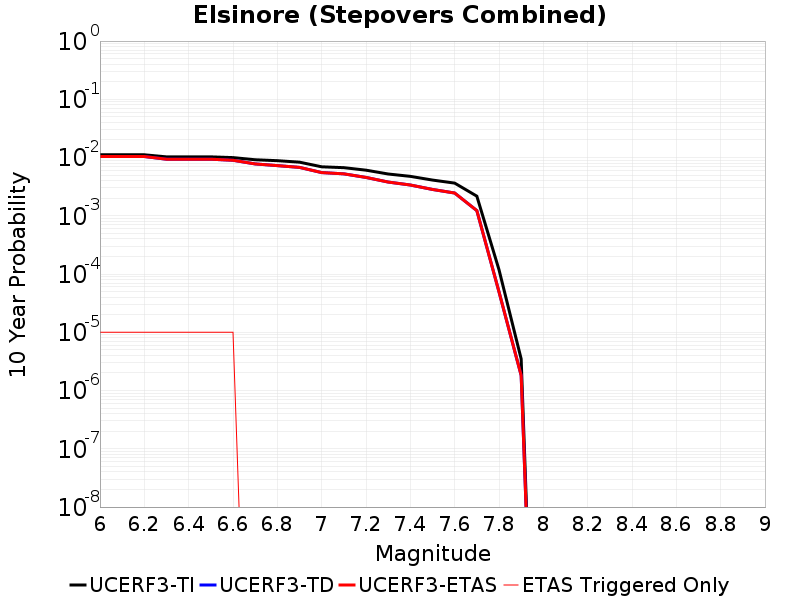 Elsinore (Stepovers Combined)
10^0
10^-1
10^-2
10^-3
10^-4
10^-5
10^-6
10^-7
10^-8
10 Year Probability
6 6.2 6.4 6.6 6.8 7 7.2 7.4 7.6 7.8 8 8.2 8.4 8.6 8.8 9
Magnitude
UCERF3-TI UCERF3-TD UCERF3-ETAS ETAS Triggered Only